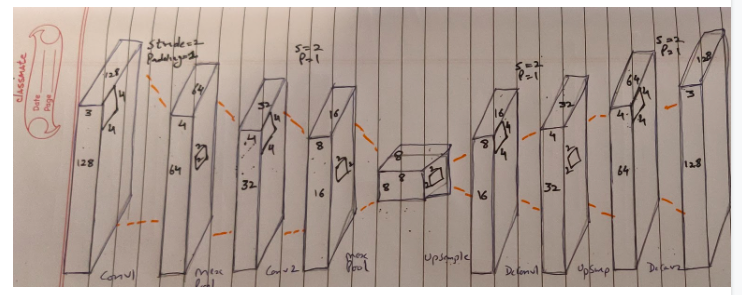 classmate
Date
Page
Stride=2
Padding=1
S=2
P=1
S=2
P=1
S=2
P=1
128
3
4
4
128
64
4
64
32
4
4
4
32
16
8
2
2
16
8
8
8
2
2
16
8
4
4
16
32
4
2
2
32
64
4
4
4
64
128
3
128
Conv1
Max
Pool
Conv2
Max
Pool
Upsample
Deconv1
UpSamp
Deconv2